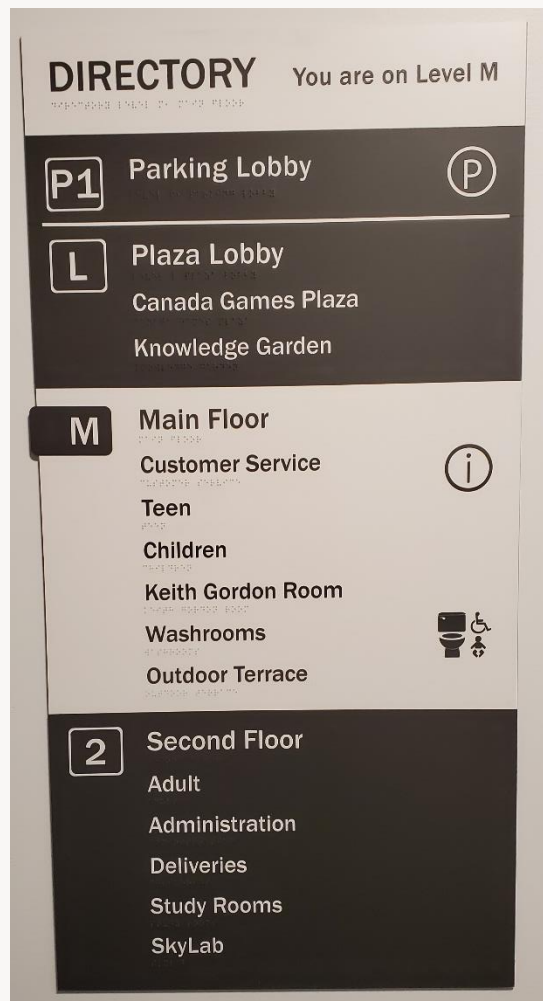 DIRECTORY You are on Level M
P1 Parking Lobby P
L Plaza Lobby
Canada Games Plaza
Knowledge Garden
M Main Floor
Customer Service i
Teen
Children
Keith Gordon Room
Washrooms
Outdoor Terrace
2 Second Floor
Adult
Administration
Deliveries
Study Rooms
SkyLab